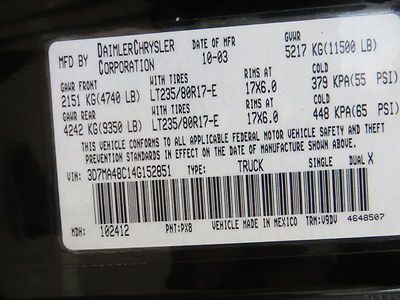 MFD BY DAIMLERCHRYSLER CORPORATION DATE OF MFR 10-03 GVWR 5217 KG(11500 LB)
GAWR FRONT WITH TIRES RIMS AT COLD
2151 KG(4740 LB) LT235/80R17-E 17X6.0 379 KPA(55 PSI)
GAWR REAR WITH TIRES RIMS AT COLD
4242 KG(9350 LB) LT235/80R17-E 17X6.0 448 KPA(65 PSI)
THIS VEHICLE CONFORMS TO ALL APPLICABLE FEDERAL MOTOR VEHICLE SAFETY
STANDARDS IN EFFECT ON THE DATE OF MANUFACTURE SHOWN ABOVE.
VIN: 3D7MA48C14G152851 TYPE: TRUCK SINGLE DUAL X
MDH: 102412 PNT:PX8 VEHICLE MADE IN MEXICO TRM:V9DV 4648507